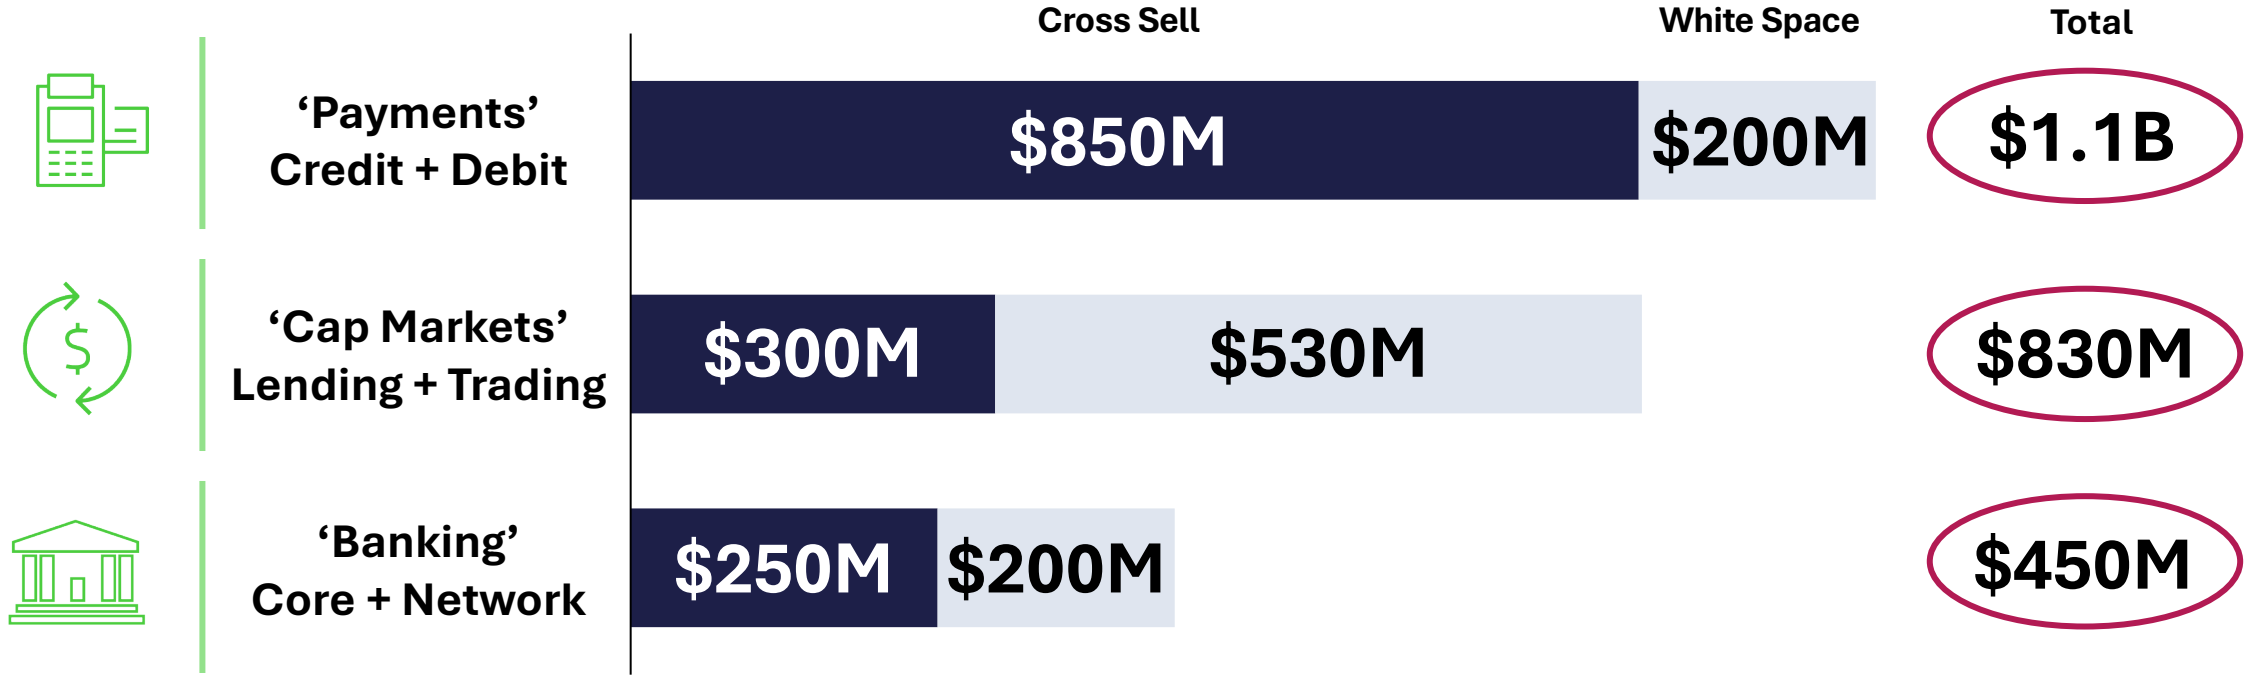 Cross Sell
White Space
Total
‘Payments’
Credit + Debit
$850M
$200M
$1.1B
‘Cap Markets’
Lending + Trading
$300M
$530M
$830M
‘Banking’
Core + Network
$250M
$200M
$450M